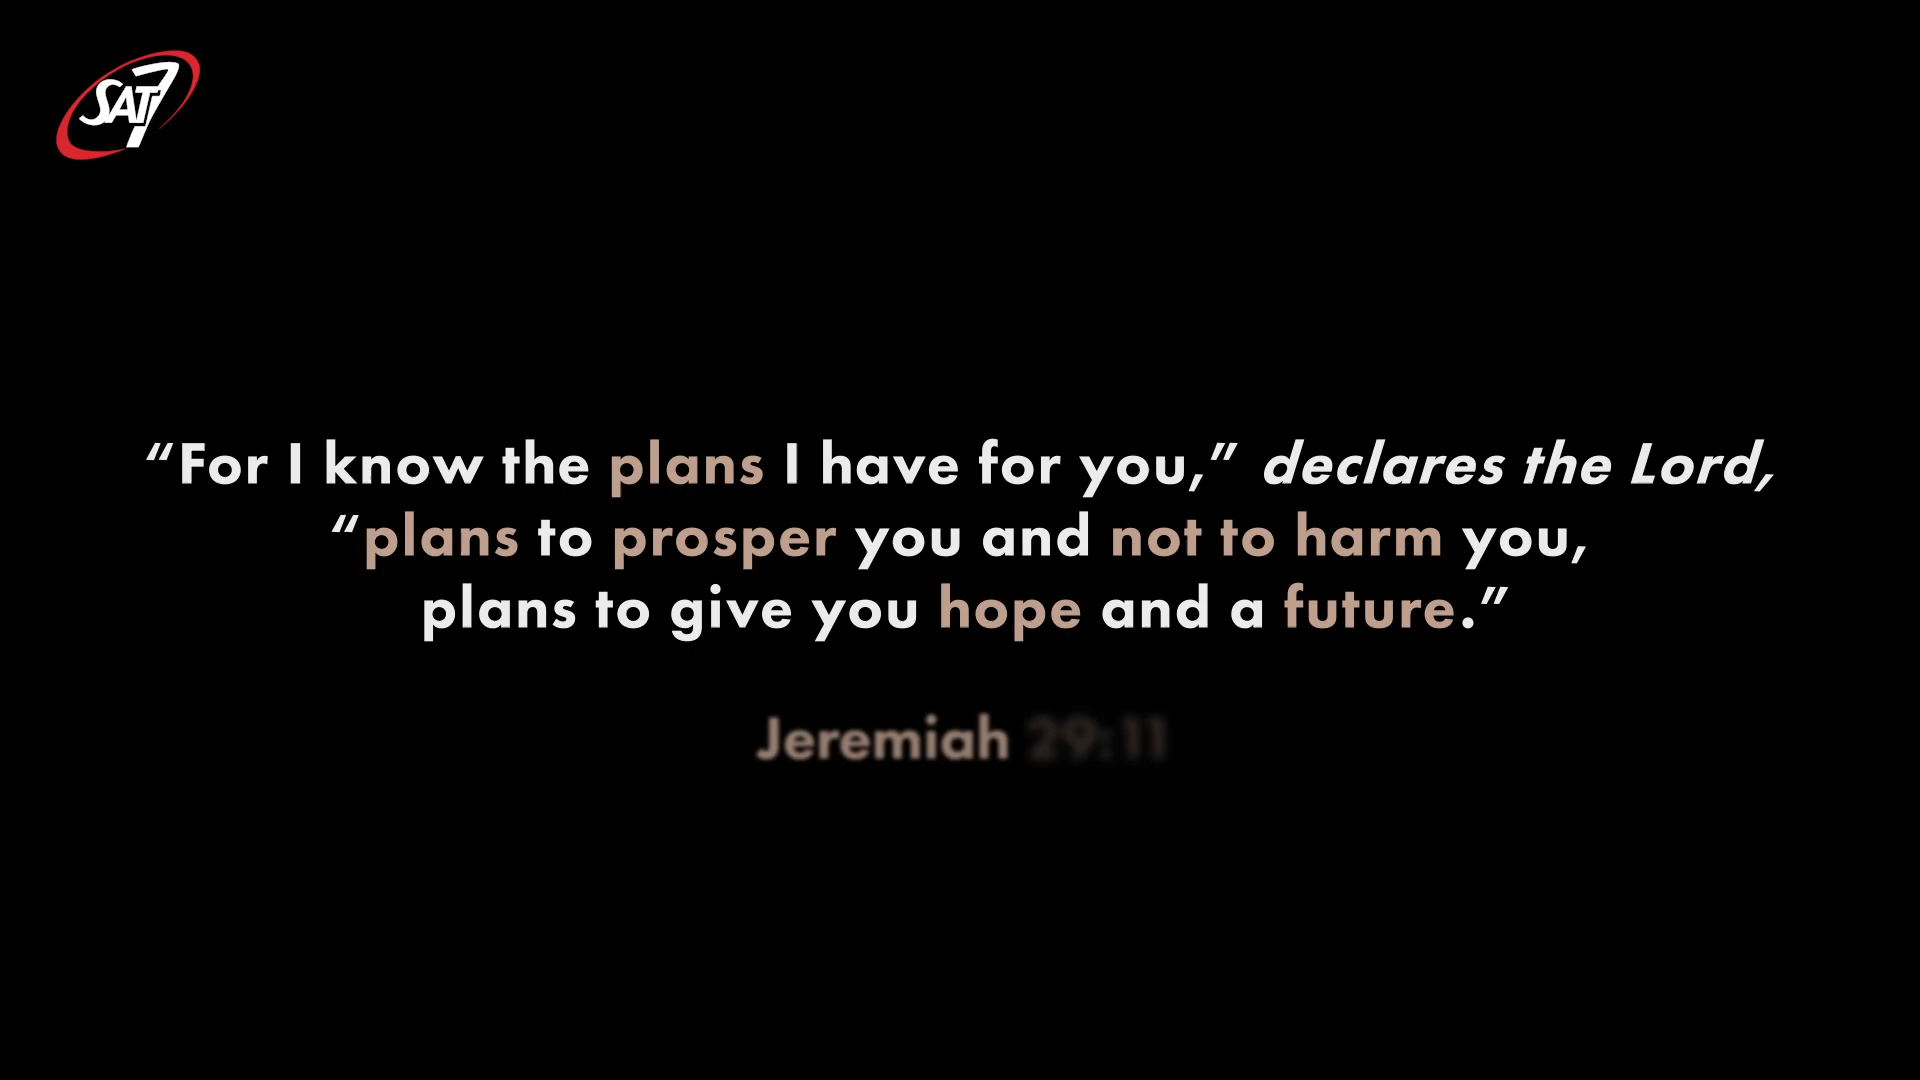 SAT7
“For I know the plans I have for you,” declares the Lord,
“plans to prosper you and not to harm you,
plans to give you hope and a future.”
Jeremiah 29:11